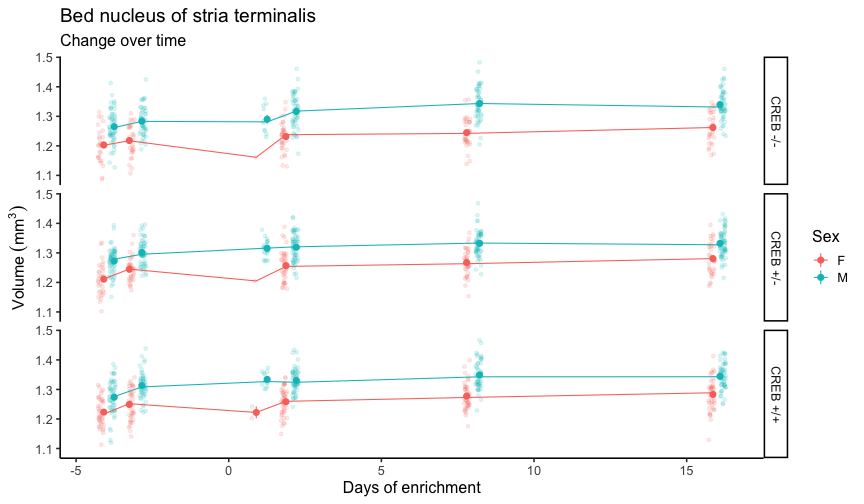 Bed nucleus of stria terminalis
Change over time
Volume (mm³)
1.5
1.4
1.3
1.2
1.1
CREB -/-
1.5
1.4
1.3
1.2
1.1
CREB +/-
1.5
1.4
1.3
1.2
1.1
CREB +/+
-5
0
5
10
15
Days of enrichment
Sex
F
M